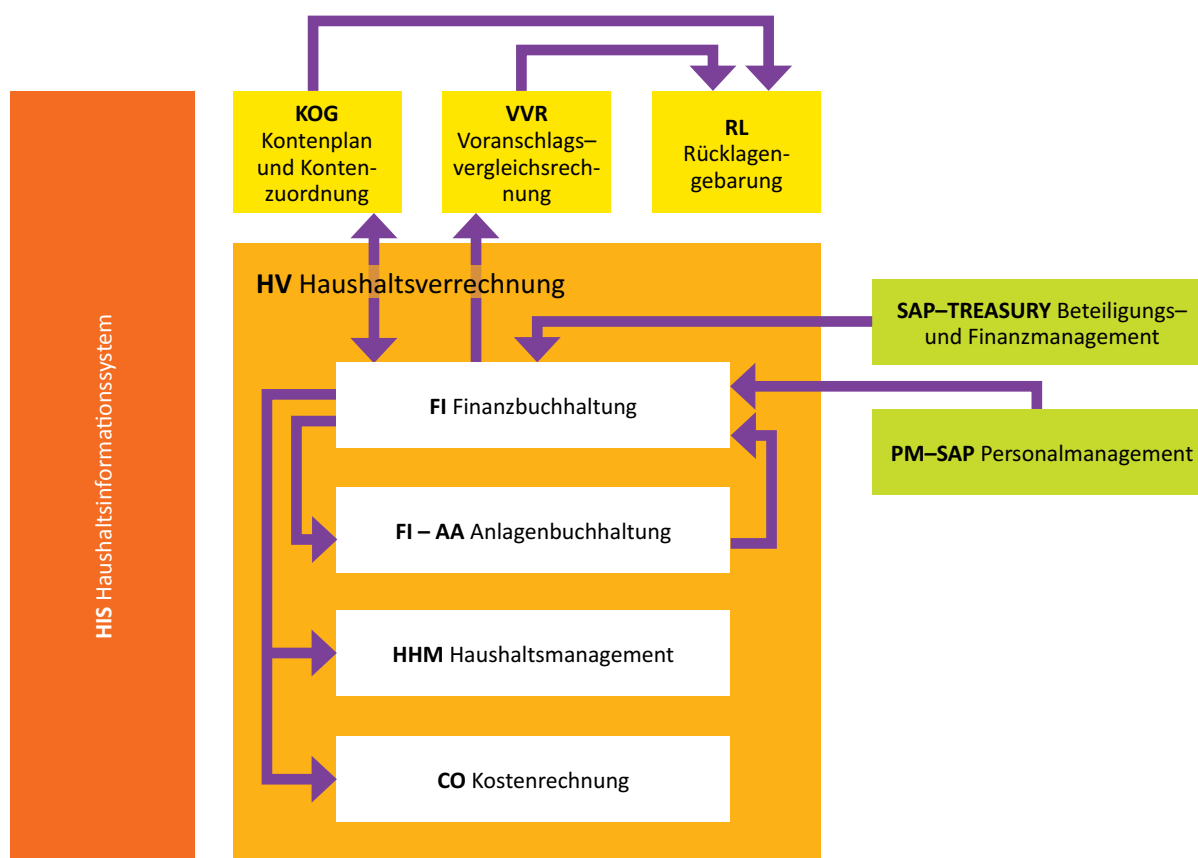 HIS Haushaltsinformationssystem
KOG
Kontenplan
und Konten-
zuordnung
VVR
Voranschlags–
vergleichsrech-
nung
RL
Rücklagen-
gebarung
HV Haushaltsverrechnung
SAP–TREASURY Beteiligungs–
und Finanzmanagement
FI Finanzbuchhaltung
PM–SAP Personalmanagement
FI – AA Anlagenbuchhaltung
HHM Haushaltsmanagement
CO Kostenrechnung